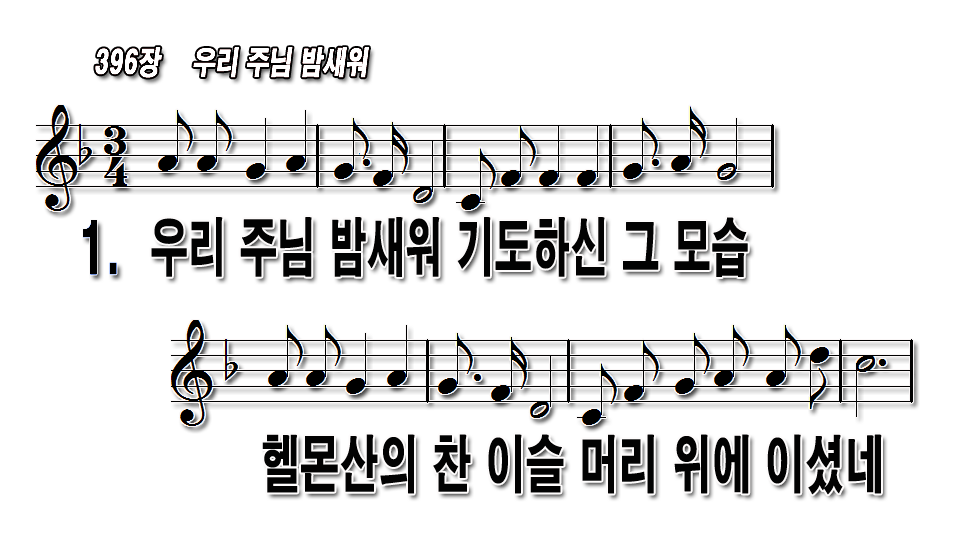 396장 우리 주님 밤새워
3
4
1. 우리 주님 밤새워 기도하신 그 모습
헬몬산의 찬 이슬 머리 위에 이셨네